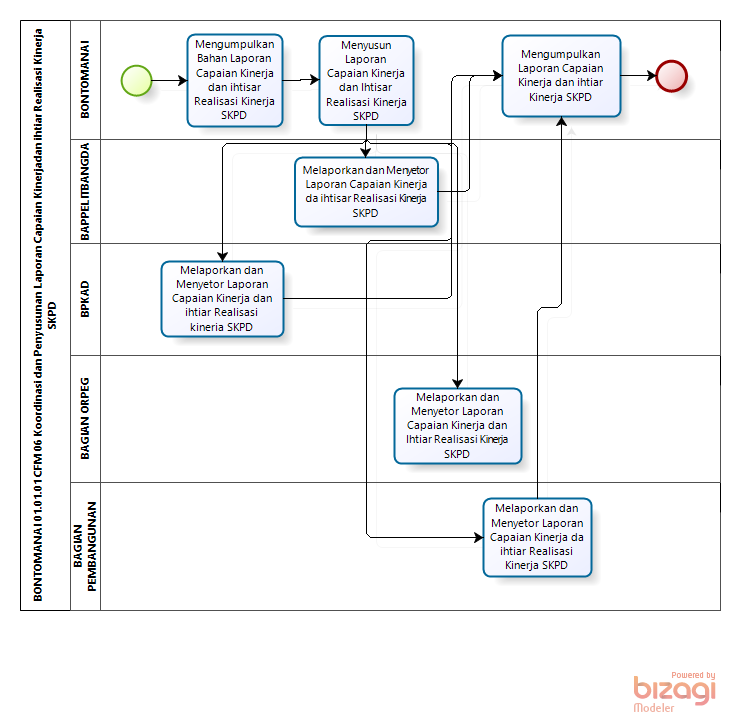 BONTOMANAI 01.01.01 CFM 06 Koordinasi dan Penyusunan Laporan Capaian Kinerjadan ihtiar Realisasi Kinerja
SKPD
BONTOMANAI
Mengumpulkan
Bahan Laporan
Capaian Kinerja
dan ihtisar
Realisasi Kinerja
SKPD
Menyusun
Laporan
Capaian Kinerja
dan Ihtisar
Realisasi Kinerja
SKPD
Mengumpulkan
Laporan Capaian
Kinerja dan ihtiar
Kinerja SKPD
BAPPELITBANGDA
Melaporkan dan Menyetor
Laporan Capaian Kinerja
da ihtisar Realisasi Kinerja
SKPD
BPKAD
Melaporkan dan
Menyetor Laporan
Capaian Kinerja dan
ihtiar Realisasi
kineria SKPD
BAGIAN ORPEG
Melaporkan dan
Menyetor Laporan
Capaian Kinerja dan
Ihtiar Realisasi Kinerja
SKPD
BAGIAN
PEMBANGUNAN
Melaporkan dan
Menyetor Laporan
Capaian Kinerja da
ihtiar Realisasi
Kinerja SKPD
Powered by
bizagi
Modeler